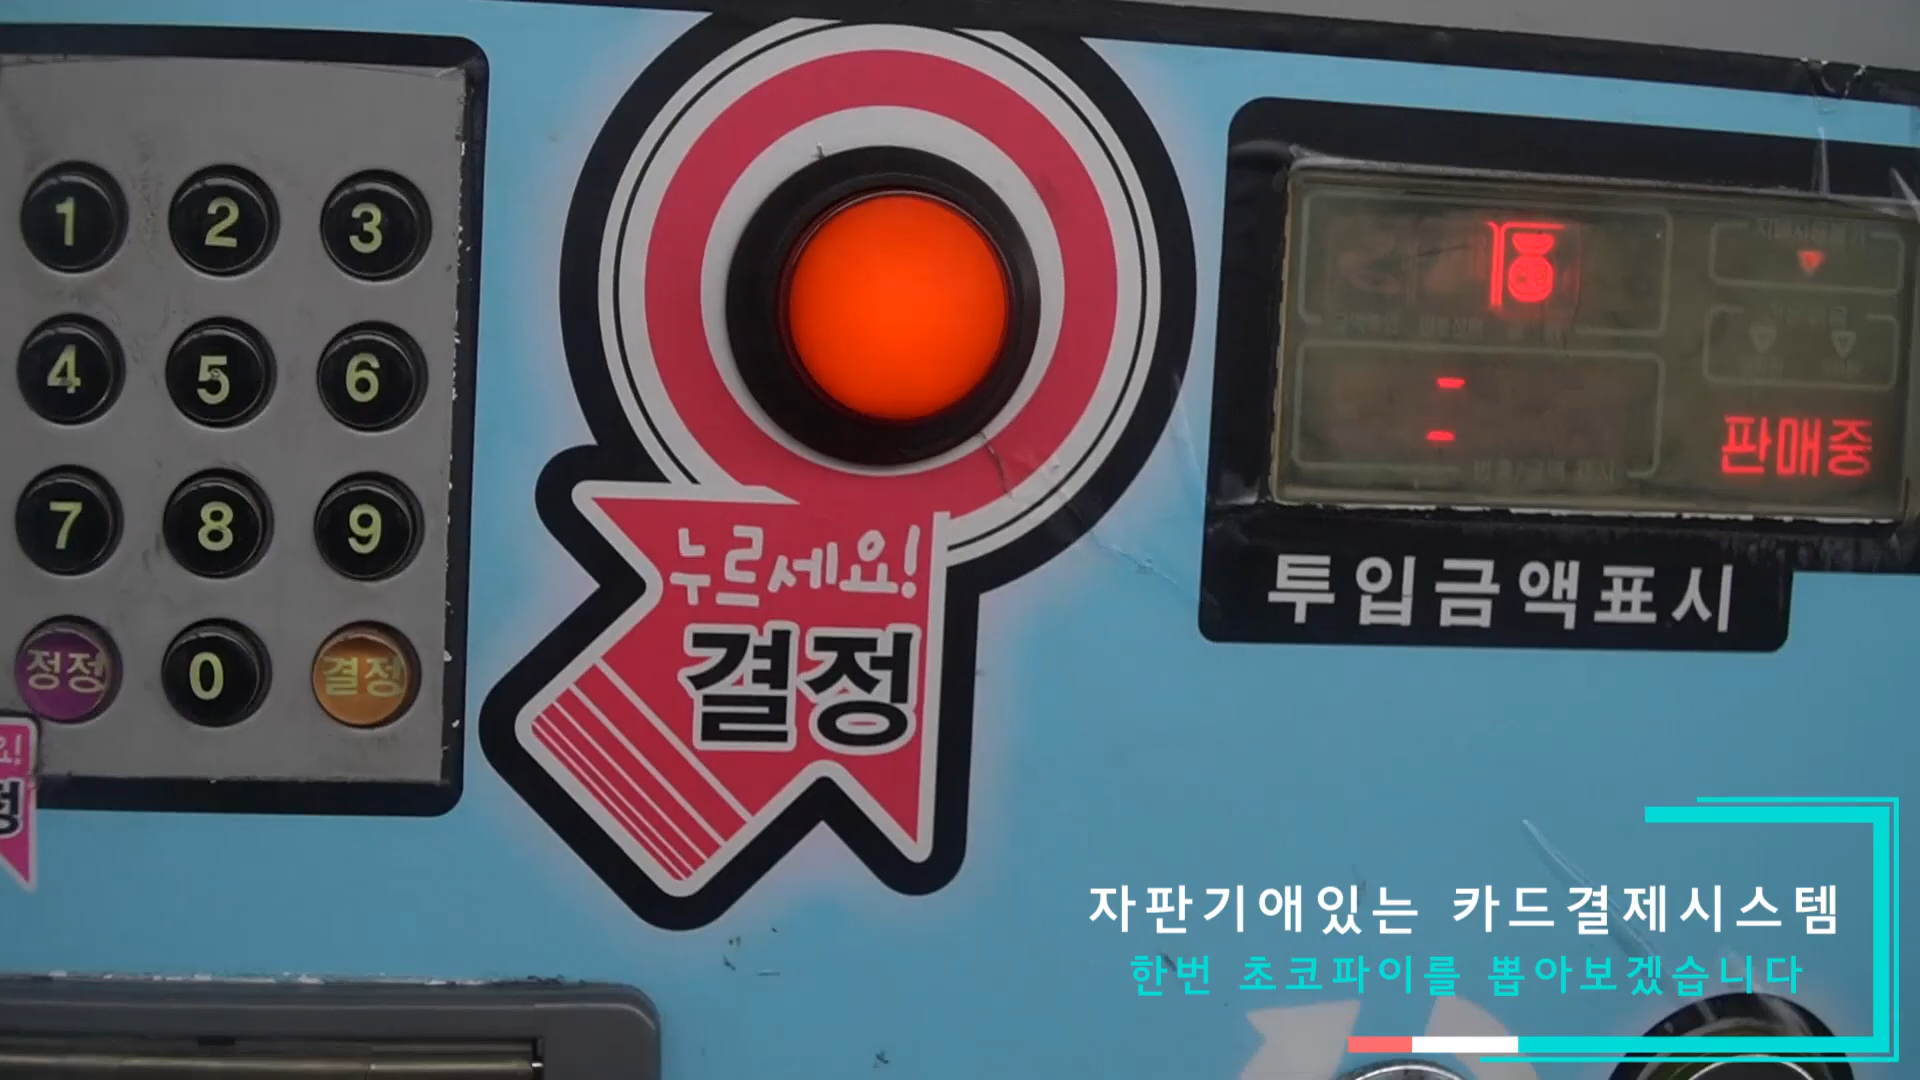 1 2 3
4 5 6
7 8 9
정정 0 결정
누르세요!
결정
판매중
투입금액표시
자판기애있는 카드결제시스템
한번 초코파이를 뽑아보겠습니다